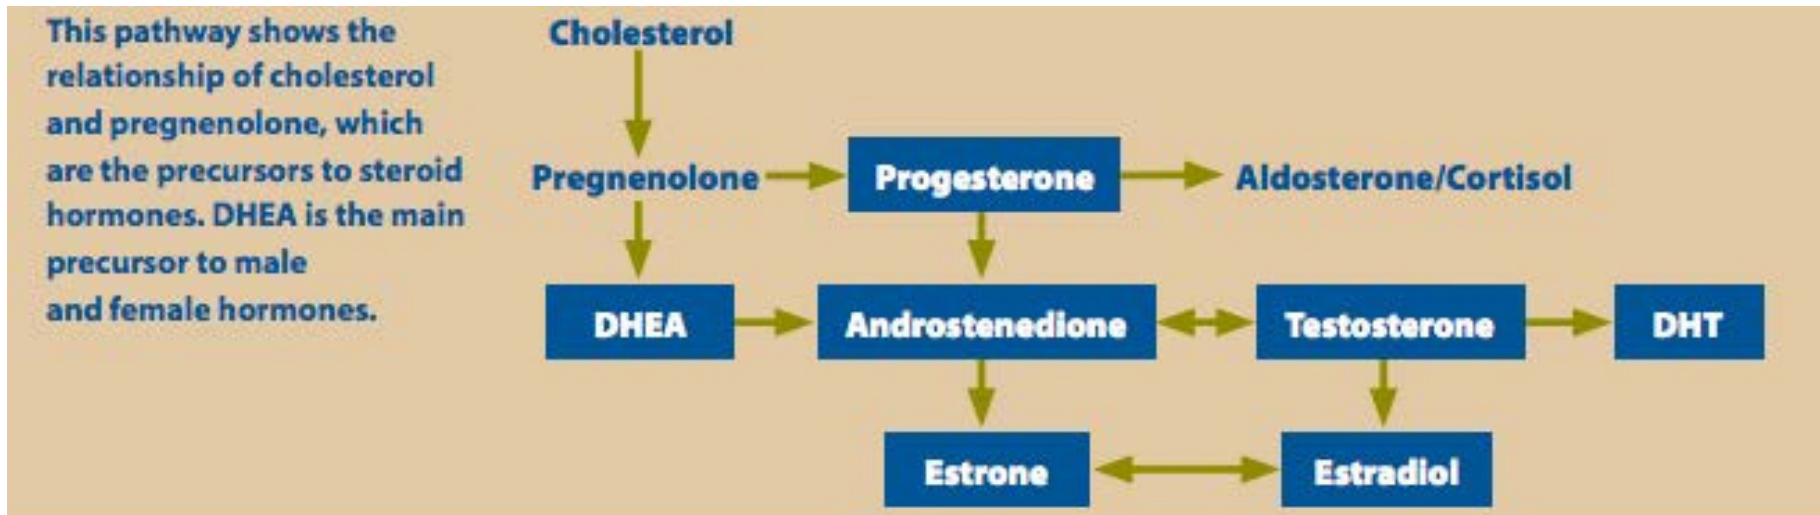 This pathway shows the
relationship of cholesterol
and pregnenolone, which
are the precursors to steroid
hormones. DHEA is the main
precursor to male
and female hormones.
Cholesterol
Pregnenolone
Progesterone
Aldosterone/Cortisol
DHEA
Androstenedione
Testosterone
DHT
Estrone
Estradiol